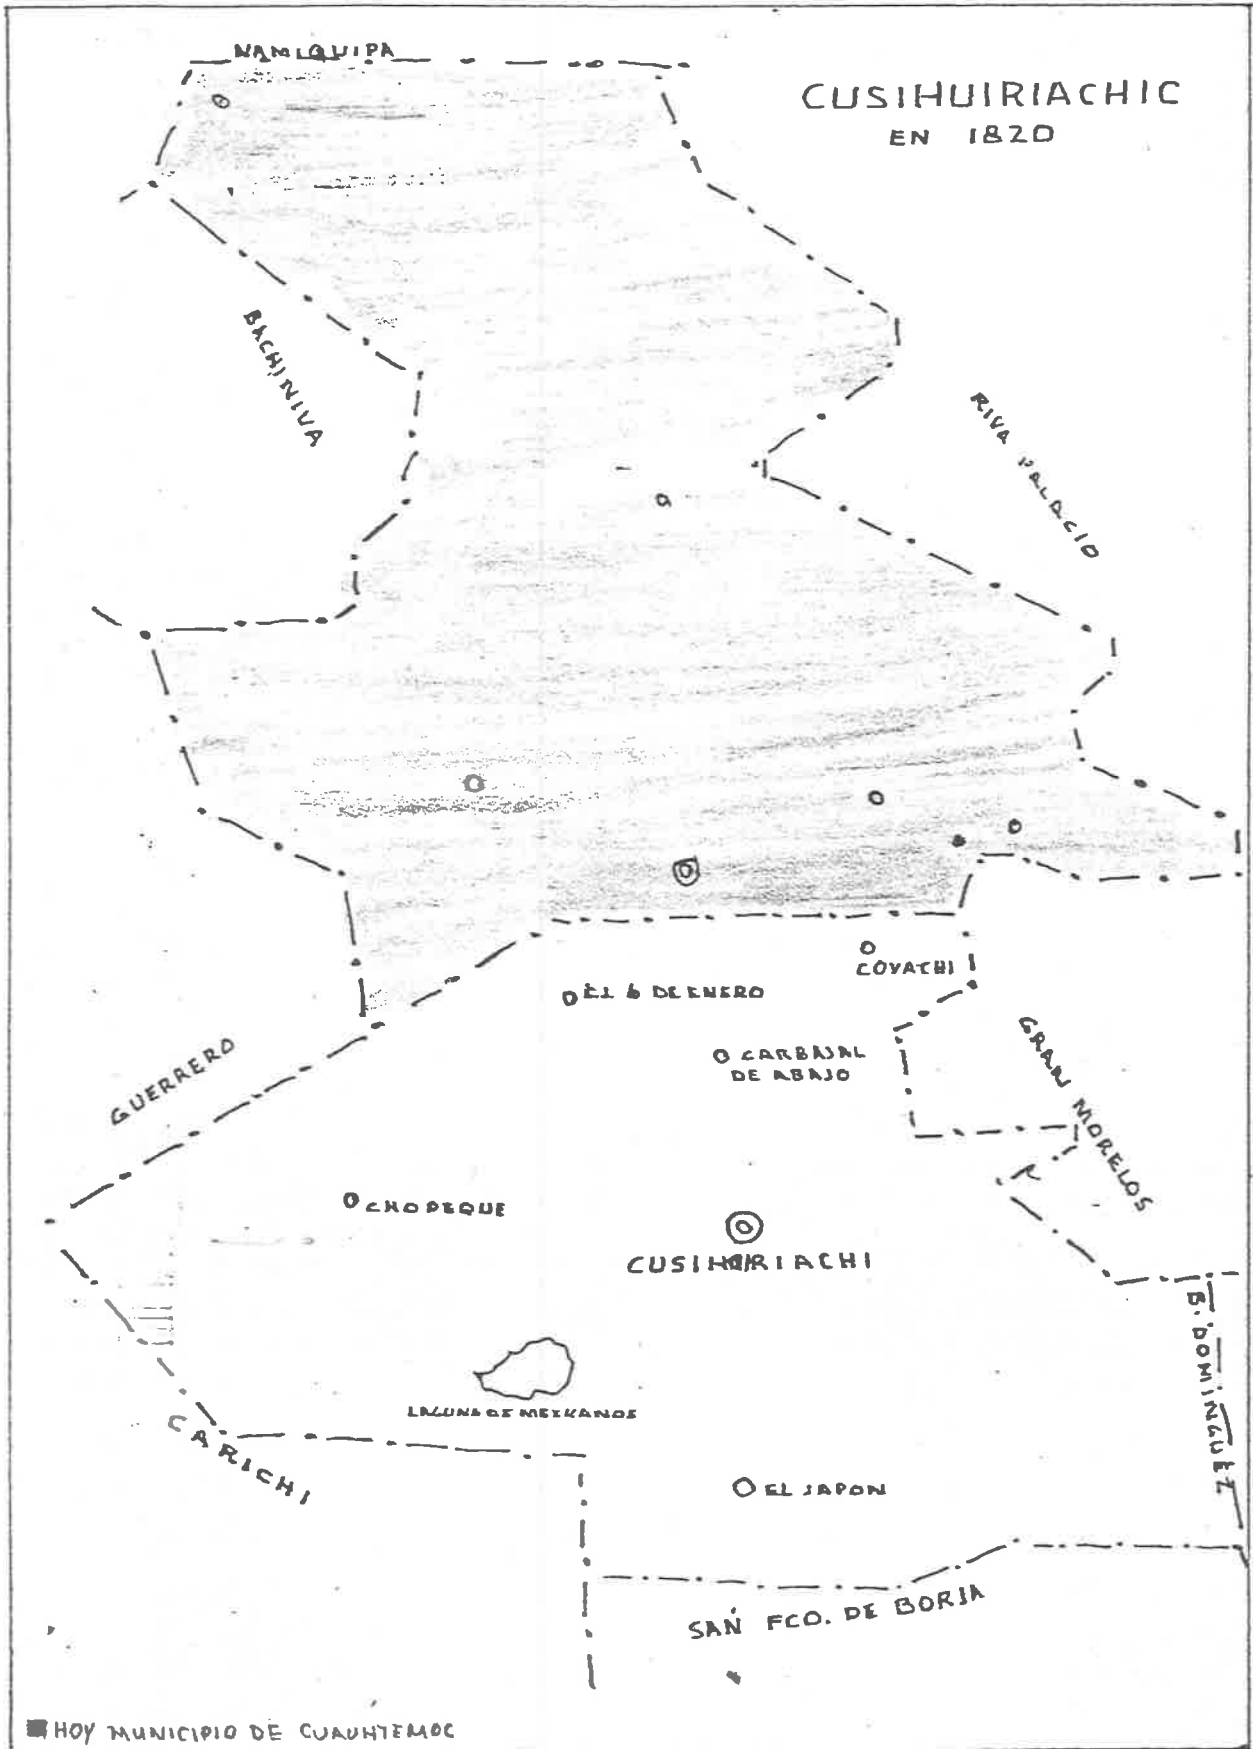 NAMIQUIPA
CUSIHUIRIACHIC
EN 1820
BACHINIVA
RIVA PALACIO
COYACHI
EL 6 DE ENERO
CARBAJAL
DE ABAJO
GUERRERO
GRAN MORELOS
CHOPEQUE
CUSIHUIRIACHI
B. DOMINGUEZ
LAGUNA DE MEXICANOS
CARICHI
EL JAPON
SAN FCO. DE BORJA
HOY MUNICIPIO DE CUAUHTEMOC